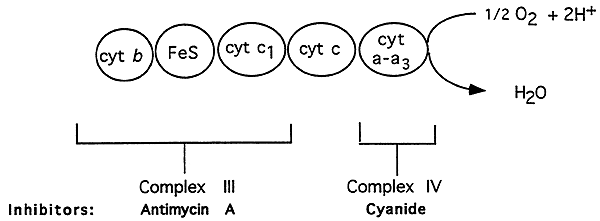 1/2 O2 + 2H+
cyt b FeS cyt c1 cyt c cyt a-a3
H2O
Complex III Complex IV
Inhibitors: Antimycin A Cyanide